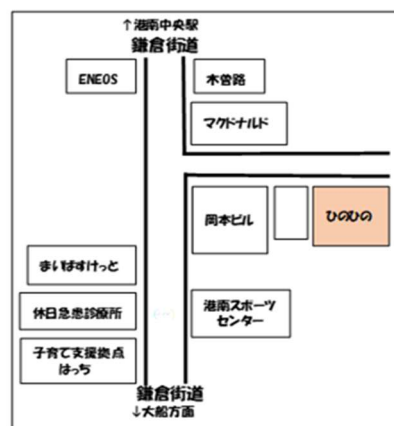 ↑港南中央駅
鎌倉街道
ENEOS
木曽路
マクドナルド
岡本ビル
ひのひの
まいばすけっと
休日急患診療所
港南スポーツ
センター
子育て支援拠点
はっち
鎌倉街道
↓大船方面